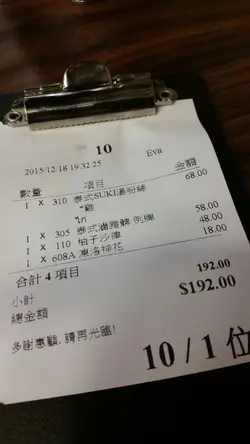 10
2015/12/18 19:32:25 Eva
數量 項目 金額
1 X 310 泰式SUKI湯粉絲 68.00
*雞
ไก่
1 X 305 泰式滷豬髀 例牌 58.00
1 X 110 柚子沙律 48.00
1 X 608A 凍洛神花 18.00
合計 4 項目
小計 192.00
總金額 $192.00
多謝惠顧, 請再光臨!
10 / 1 位